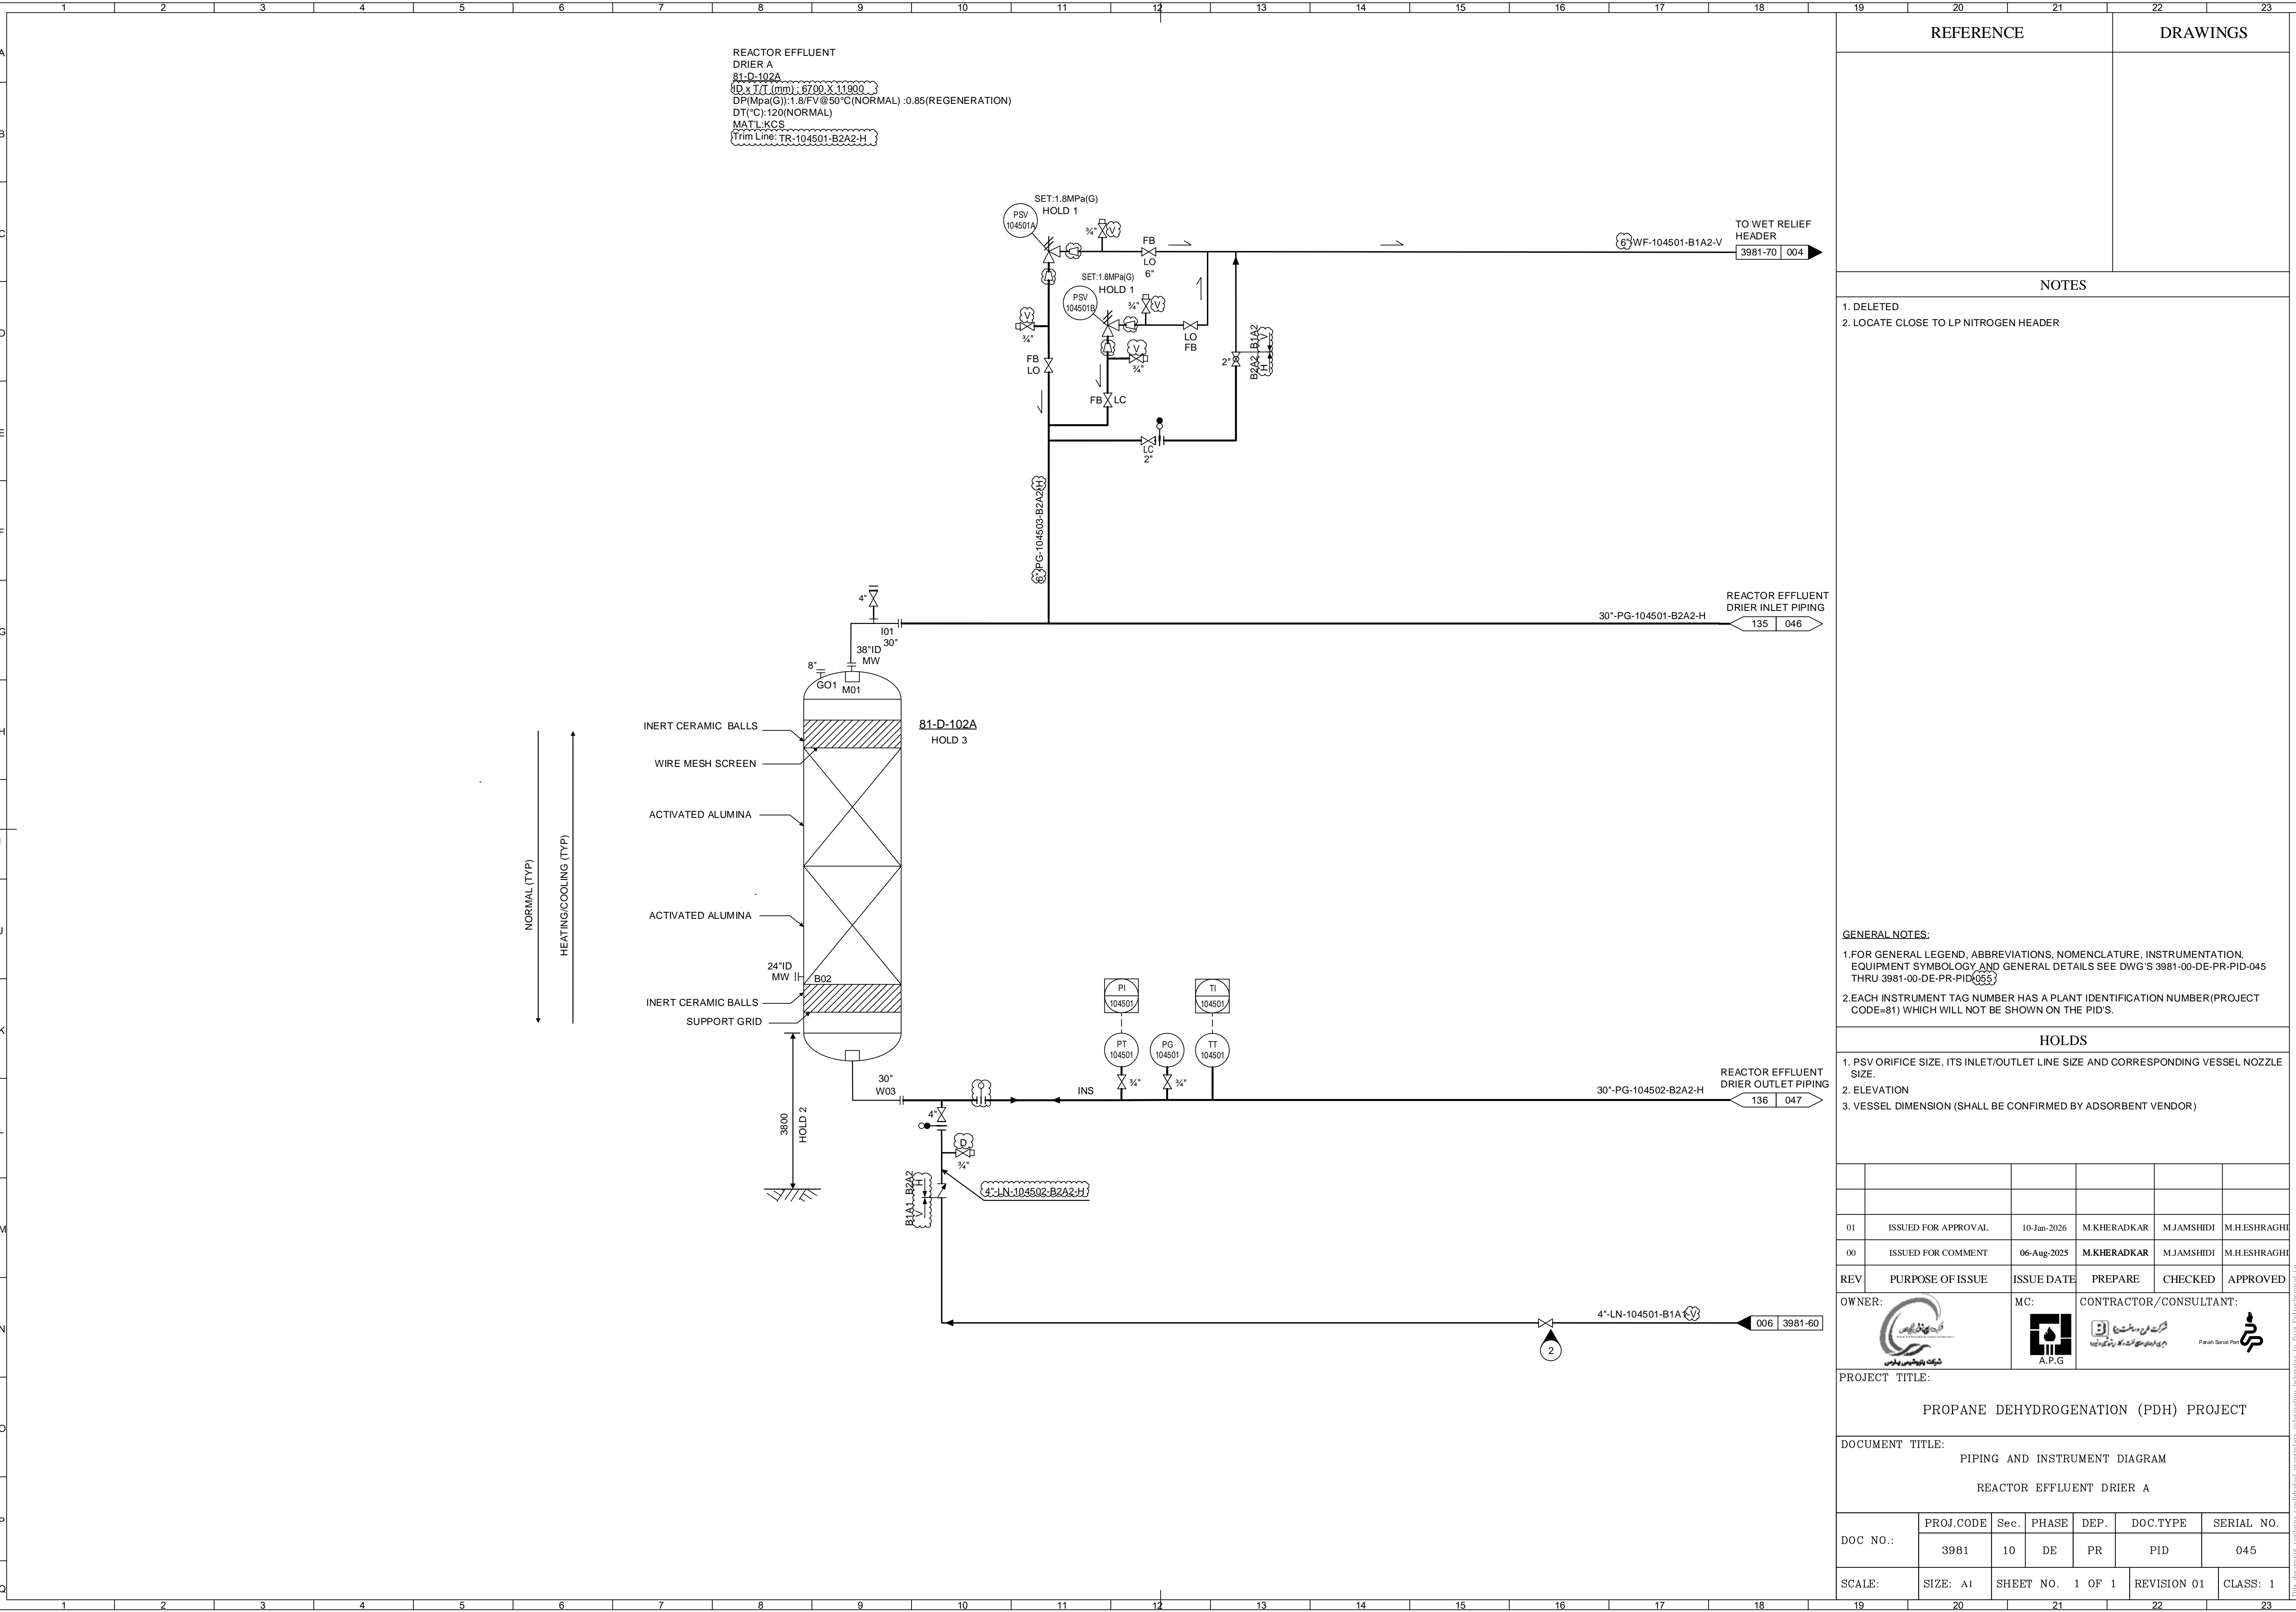 REACTOR EFFLUENT
DRIER A
81-D-102A
ID x T/T (mm) : 6700 X 11900
DP(Mpa(G)):1.8/FV@50°C(NORMAL) :0.85(REGENERATION)
DT(°C):120(NORMAL)
MAT'L:KCS
Trim Line: TR-104501-B2A2-H
SET:1.8MPa(G)
HOLD 1
PSV
104501A
¾"
V
FB
LO
6"
6"-WF-104501-B1A2-V
TO WET RELIEF
HEADER
3981-70 004
SET:1.8MPa(G)
HOLD 1
PSV
104501B
¾"
V
V
¾"
LO
FB
V
¾"
FB
LO
2"
B2A2 B1A2
H V
FB LC
LC
2"
6"-PG-104503-B2A2-H
4"
I01
30"
30"-PG-104501-B2A2-H
REACTOR EFFLUENT
DRIER INLET PIPING
135 046
38"ID
MW
8"
GO1
M01
INERT CERAMIC BALLS
81-D-102A
HOLD 3
WIRE MESH SCREEN
ACTIVATED ALUMINA
NORMAL (TYP)
HEATING/COOLING (TYP)
ACTIVATED ALUMINA
24"ID
MW
B02
INERT CERAMIC BALLS
SUPPORT GRID
PI
104501
TI
104501
PT
104501
PG
104501
TT
104501
¾"
¾"
30"
W03
INS
30"-PG-104502-B2A2-H
REACTOR EFFLUENT
DRIER OUTLET PIPING
136 047
3800
HOLD 2
4"
D
¾"
B1A1 B2A2
V H
4"-LN-104502-B2A2-H
4"-LN-104501-B1A1-V
006 3981-60
2
REFERENCE DRAWINGS
NOTES
1. DELETED
2. LOCATE CLOSE TO LP NITROGEN HEADER
GENERAL NOTES:
1.FOR GENERAL LEGEND, ABBREVIATIONS, NOMENCLATURE, INSTRUMENTATION,
EQUIPMENT SYMBOLOGY AND GENERAL DETAILS SEE DWG'S 3981-00-DE-PR-PID-045
THRU 3981-00-DE-PR-PID-055
2.EACH INSTRUMENT TAG NUMBER HAS A PLANT IDENTIFICATION NUMBER(PROJECT
CODE=81) WHICH WILL NOT BE SHOWN ON THE PID'S.
HOLDS
1. PSV ORIFICE SIZE, ITS INLET/OUTLET LINE SIZE AND CORRESPONDING VESSEL NOZZLE
SIZE.
2. ELEVATION
3. VESSEL DIMENSION (SHALL BE CONFIRMED BY ADSORBENT VENDOR)
01 ISSUED FOR APPROVAL 10-Jan-2026 M.KHERADKAR M.JAMSHIDI M.H.ESHRAGHI
00 ISSUED FOR COMMENT 06-Aug-2025 M.KHERADKAR M.JAMSHIDI M.H.ESHRAGHI
REV PURPOSE OF ISSUE ISSUE DATE PREPARE CHECKED APPROVED
OWNER: MC: CONTRACTOR/CONSULTANT:
شرکت پتروشیمی پارس
A.P.G
PROJECT TITLE:
PROPANE DEHYDROGENATION (PDH) PROJECT
DOCUMENT TITLE:
PIPING AND INSTRUMENT DIAGRAM
REACTOR EFFLUENT DRIER A
DOC NO.: PROJ.CODE Sec. PHASE DEP. DOC.TYPE SERIAL NO.
3981 10 DE PR PID 045
SCALE: SIZE: A1 SHEET NO. 1 OF 1 REVISION 01 CLASS: 1